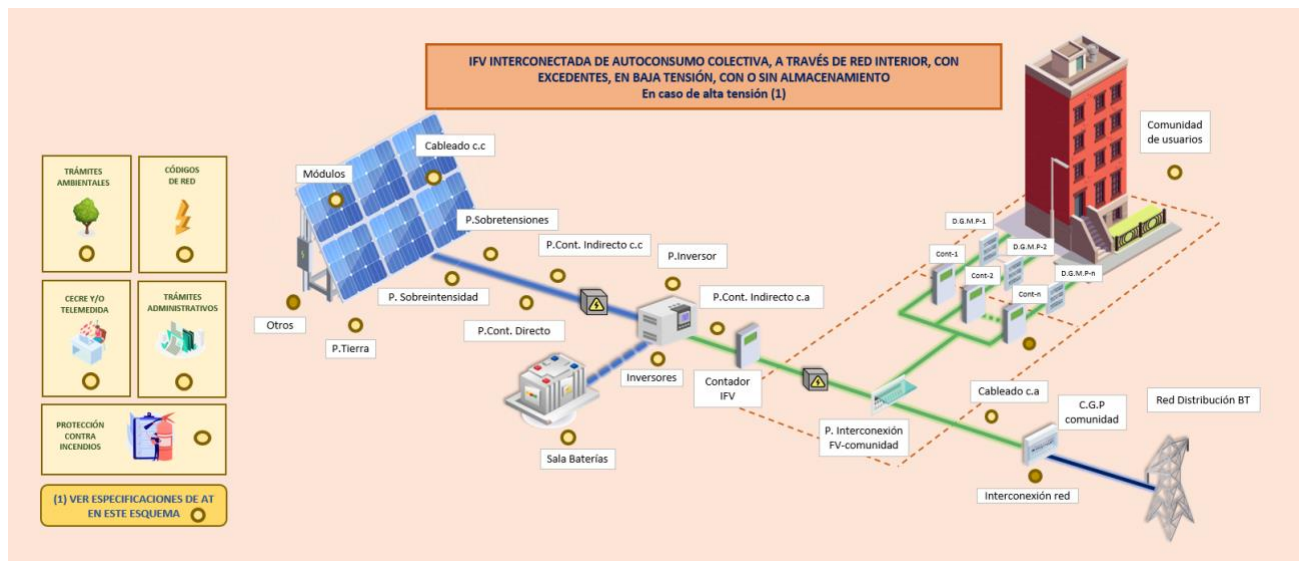 IFV INTERCONECTADA DE AUTOCONSUMO COLECTIVA, A TRAVÉS DE RED INTERIOR, CON
EXCEDENTES, EN BAJA TENSIÓN, CON O SIN ALMACENAMIENTO
En caso de alta tensión (1)
TRÁMITES
AMBIENTALES
CÓDIGOS
DE RED
CECRE Y/O
TELEMEDIDA
TRÁMITES
ADMINISTRATIVOS
PROTECCIÓN
CONTRA
INCENDIOS
(1) VER ESPECIFICACIONES DE AT
EN ESTE ESQUEMA
Módulos
Cableado c.c
P.Sobretensiones
P.Cont. Indirecto c.c
P.Inversor
P. Sobreintensidad
P.Cont. Indirecto c.a
Otros
P.Tierra
P.Cont. Directo
Inversores
Contador
IFV
Sala Baterías
P. Interconexión
FV-comunidad
Cableado c.a
C.G.P
comunidad
Interconexión red
Red Distribución BT
Comunidad
de usuarios
D.G.M.P-1
D.G.M.P-2
D.G.M.P-n
Cont-1
Cont-2
Cont-n